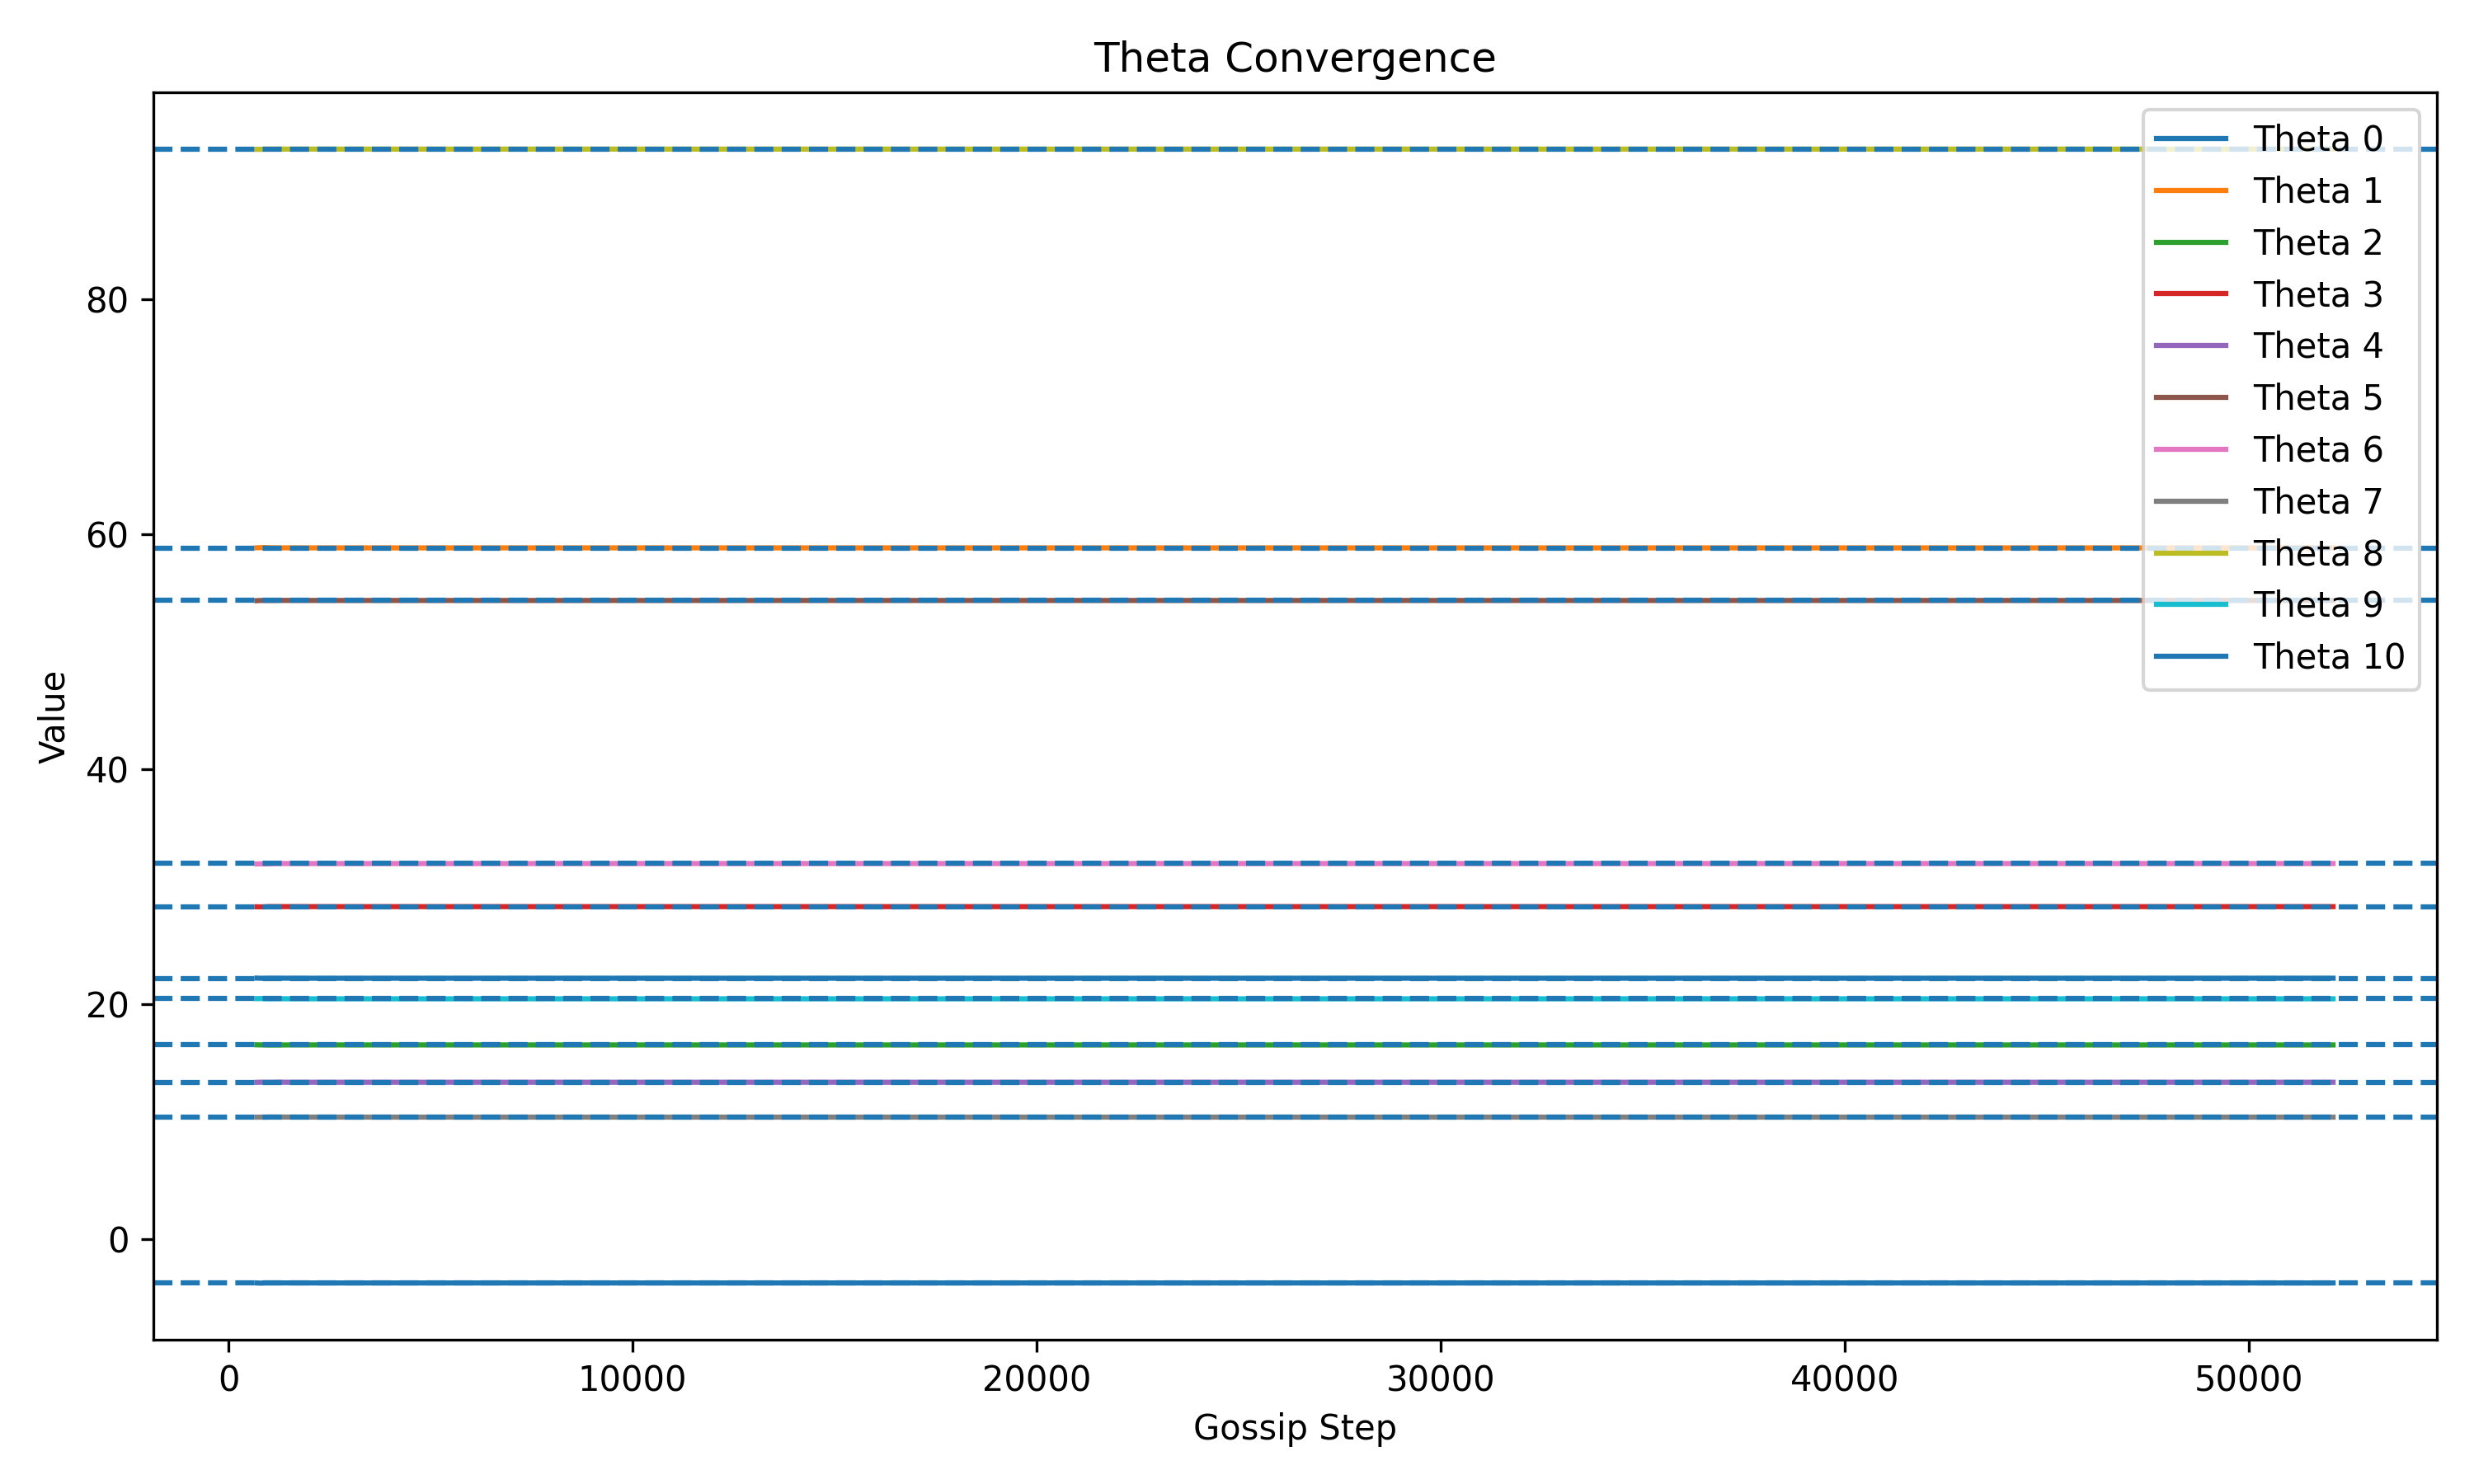 Theta Convergence
Theta 0
Theta 1
Theta 2
Theta 3
Theta 4
Theta 5
Theta 6
Theta 7
Theta 8
Theta 9
Theta 10
Value
80
60
40
20
0
0 10000 20000 30000 40000 50000
Gossip Step